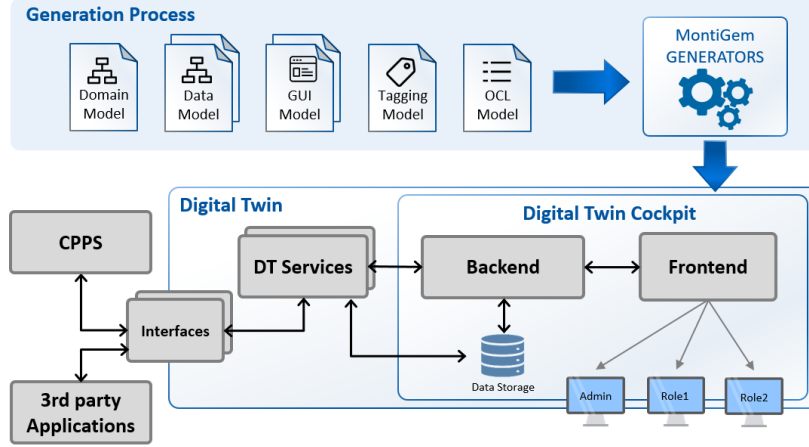 Generation Process
Domain
Model
Data
Model
GUI
Model
Tagging
Model
OCL
Model
MontiGem
GENERATORS
Digital Twin
Digital Twin Cockpit
CPPS
DT Services
Backend
Frontend
Interfaces
Data Storage
3rd party
Applications
Admin
Role1
Role2